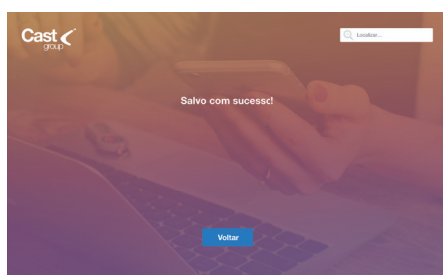 Cast
group
Localizar...
Salvo com sucesso!
Voltar